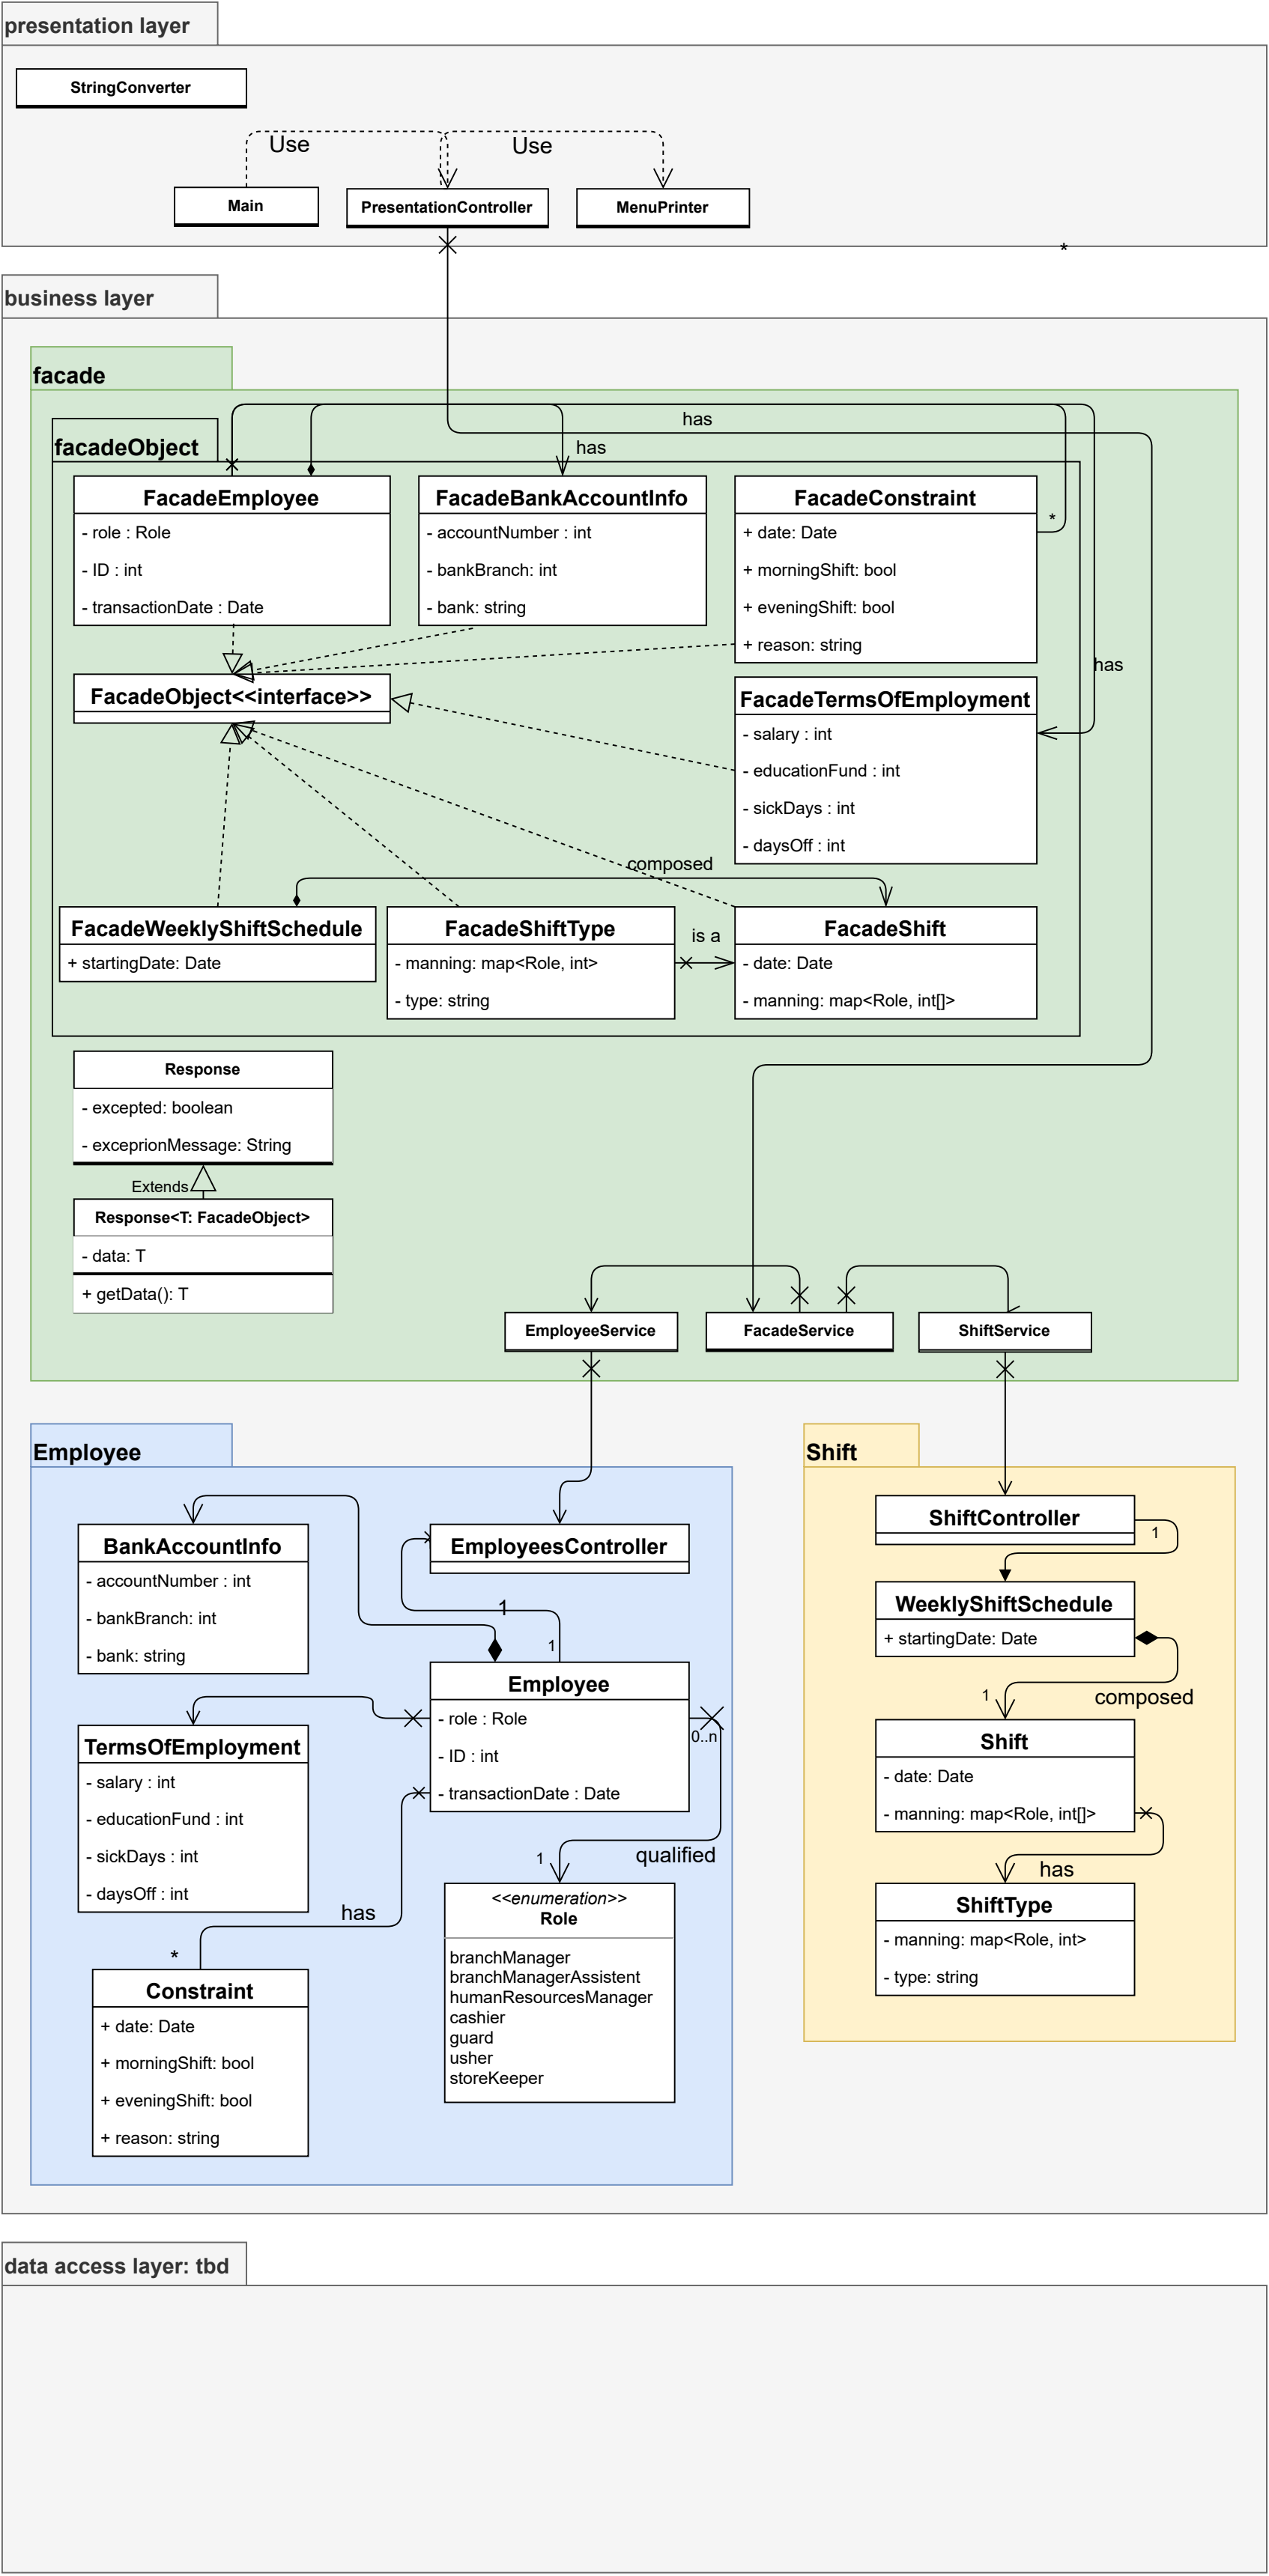 presentation layer
StringConverter
Use
Use
Main
PresentationController
MenuPrinter
*
business layer
facade
has
facadeObject
has
FacadeEmployee
- role : Role
- ID : int
- transactionDate : Date
FacadeBankAccountInfo
- accountNumber : int
- bankBranch: int
- bank: string
FacadeConstraint
+ date: Date
+ morningShift: bool
+ eveningShift: bool
+ reason: string
*
has
FacadeObject<<interface>>
FacadeTermsOfEmployment
- salary : int
- educationFund : int
- sickDays : int
- daysOff : int
composed
FacadeWeeklyShiftSchedule
+ startingDate: Date
FacadeShiftType
- manning: map<Role, int>
- type: string
is a
FacadeShift
- date: Date
- manning: map<Role, int[]>
Response
- excepted: boolean
- exceprionMessage: String
Extends
Response<T: FacadeObject>
- data: T
+ getData(): T
EmployeeService
FacadeService
ShiftService
Employee
BankAccountInfo
- accountNumber : int
- bankBranch: int
- bank: string
EmployeesController
1
1
Employee
- role : Role
- ID : int
- transactionDate : Date
0..n
TermsOfEmployment
- salary : int
- educationFund : int
- sickDays : int
- daysOff : int
qualified
1
has
*
<<enumeration>>
Role
branchManager
branchManagerAssistent
humanResourcesManager
cashier
guard
usher
storeKeeper
Constraint
+ date: Date
+ morningShift: bool
+ eveningShift: bool
+ reason: string
Shift
ShiftController
1
WeeklyShiftSchedule
+ startingDate: Date
1
composed
Shift
- date: Date
- manning: map<Role, int[]>
has
ShiftType
- manning: map<Role, int>
- type: string
data access layer: tbd